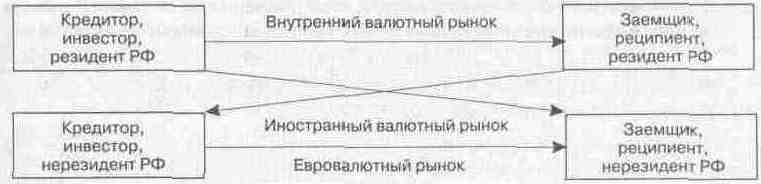 Кредитор,
инвестор,
резидент РФ
Внутренний валютный рынок
Заемщик,
реципиент,
резидент РФ
Кредитор,
инвестор,
нерезидент РФ
Иностранный валютный рынок
Евровалютный рынок
Заемщик,
реципиент,
нерезидент РФ